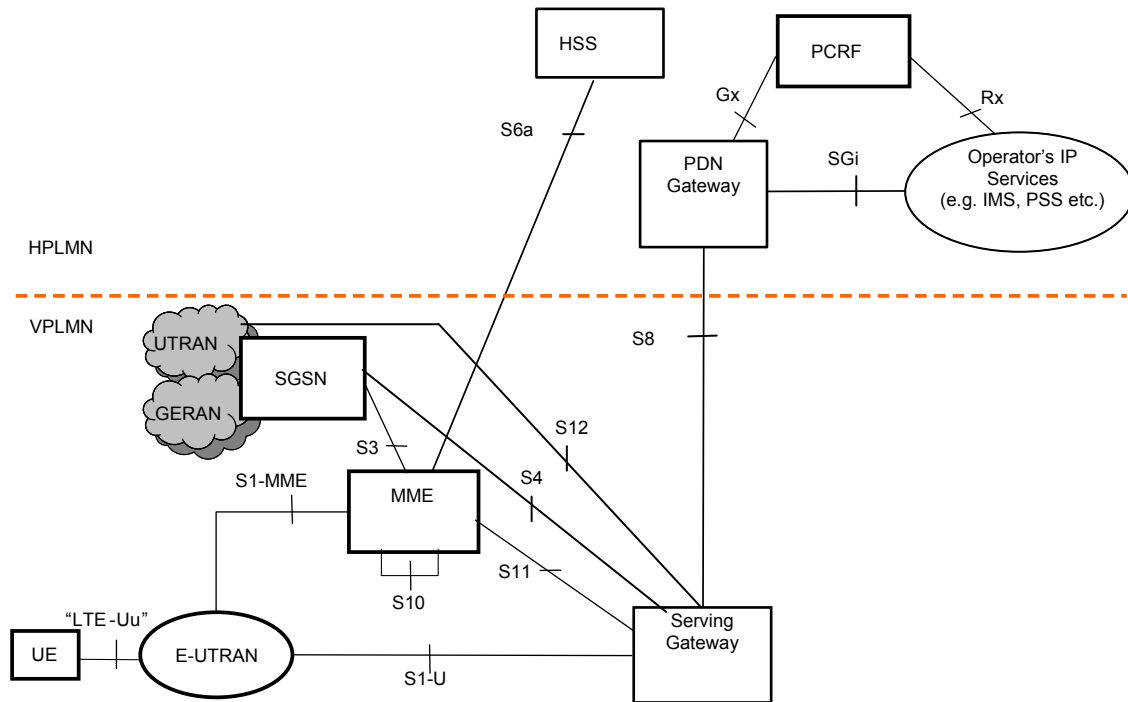 HSS
PCRF
Gx
Rx
S6a
PDN
Gateway
SGi
Operator's IP
Services
(e.g. IMS, PSS etc.)
HPLMN
VPLMN
S8
UTRAN
SGSN
GERAN
S3
S12
S4
S1-MME
MME
S11
S10
"LTE-Uu"
UE
E-UTRAN
S1-U
Serving
Gateway